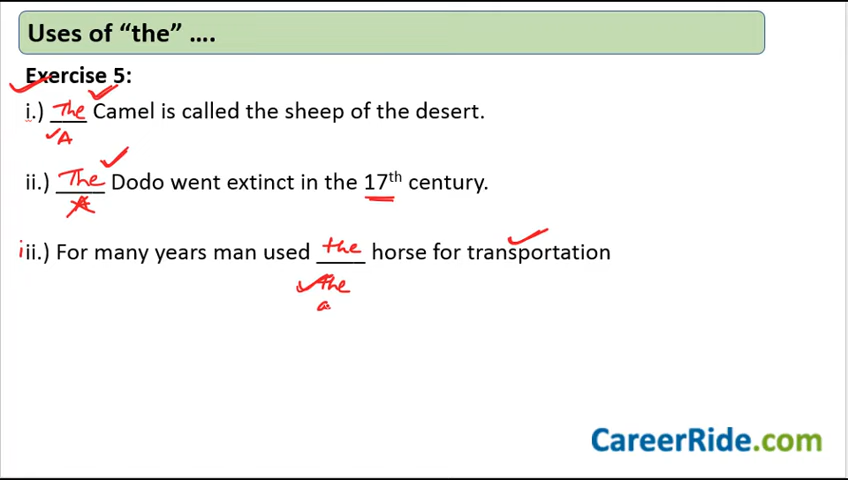 Uses of “the” ….
Exercise 5:
i.) The Camel is called the sheep of the desert.
A
ii.) The Dodo went extinct in the 17th century.
A
iii.) For many years man used the horse for transportation
the
a
CareerRide.com